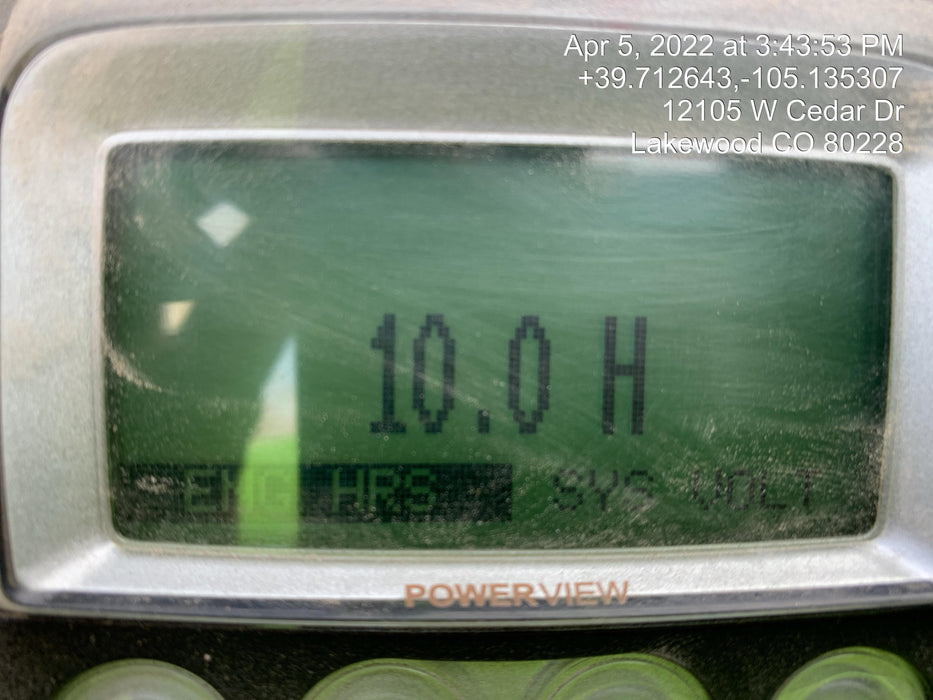 Apr 5, 2022 at 3:43:53 PM
+39.712643,-105.135307
12105 W Cedar Dr
Lakewood CO 80228
10.0 H
ENG HRS SYS VOLT
POWERVIEW